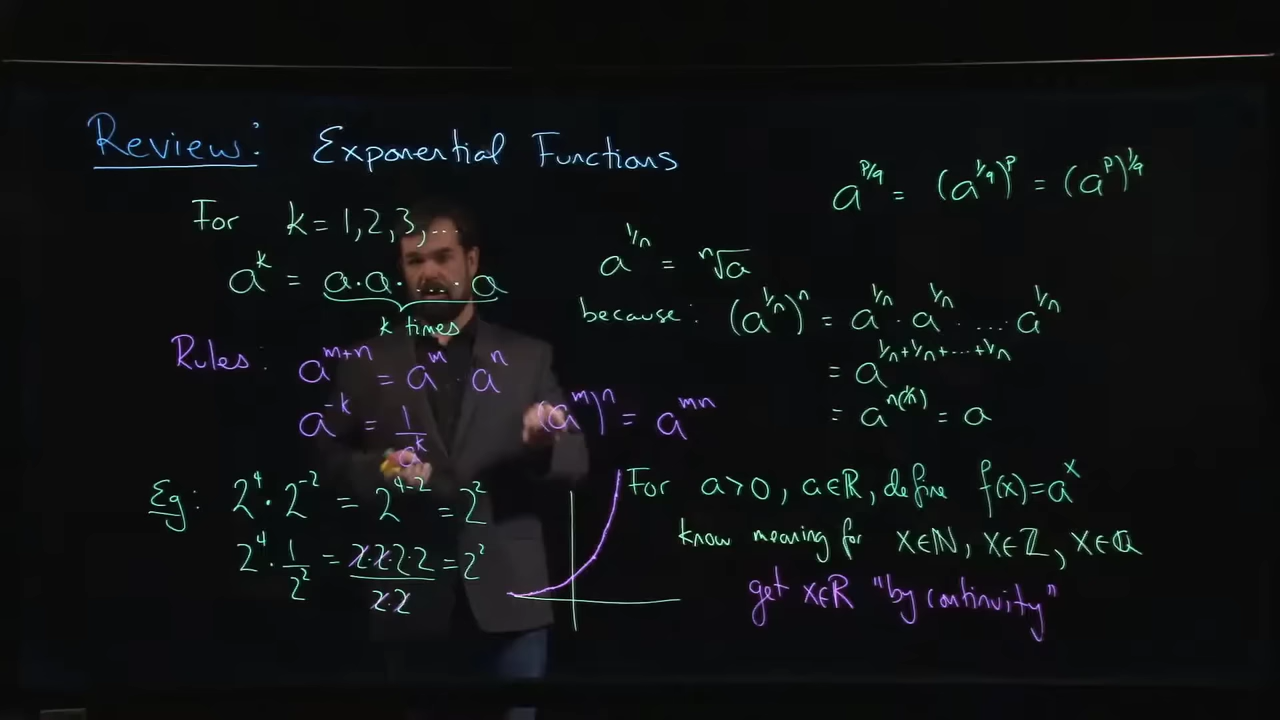 Review: Exponential Functions
For k = 1,2,3,...
a^k = a·a· ... ·a
k times
Rules: a^{m+n} = a^m · a^n
a^{-k} = 1/a^k
(a^m)^n = a^{mn}
Eg: 2^4 · 2^{-2} = 2^{4-2} = 2^2
2^4 · 1/2^2 = 2·2·2·2/2·2 = 2^2
a^{p/q} = (a^{1/q})^p = (a^p)^{1/q}
a^{1/n} = ⁿ√a
because: (a^{1/n})^n = a^{1/n} · a^{1/n} · .... a^{1/n}
= a^{1/n+1/n+...+1/n}
= a^{n(1/n)} = a
For a>0, a∈ℝ, define f(x)=a^x
know meaning for x∈ℕ, x∈ℤ, x∈ℚ
get x∈ℝ "by continuity"